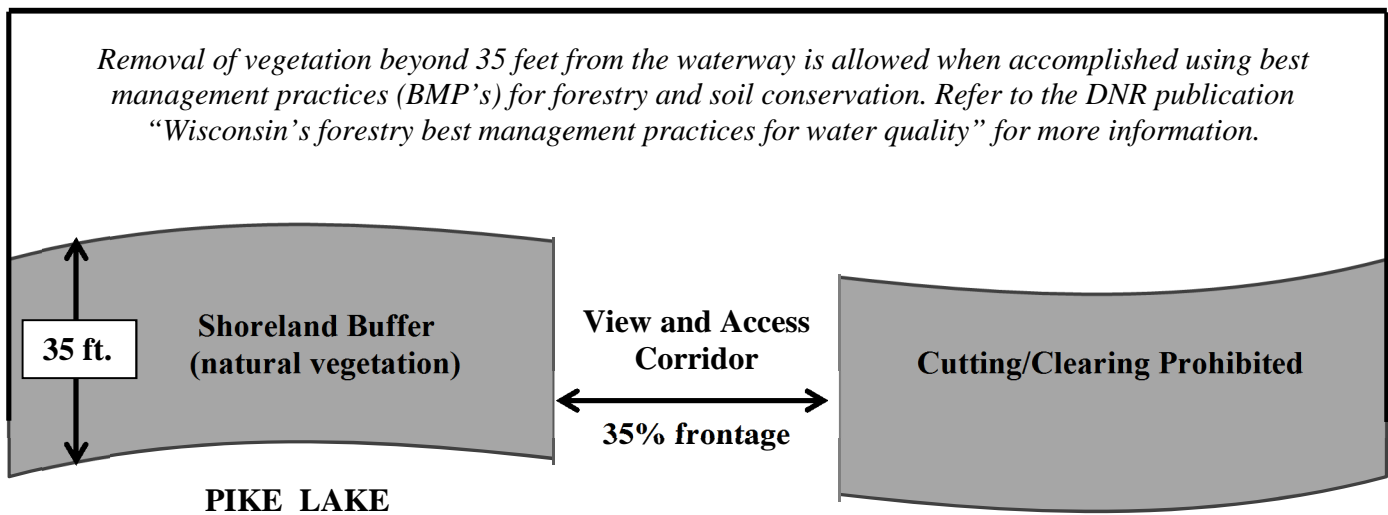 Removal of vegetation beyond 35 feet from the waterway is allowed when accomplished using best
management practices (BMP's) for forestry and soil conservation. Refer to the DNR publication
“Wisconsin's forestry best management practices for water quality” for more information.
35 ft.
Shoreland Buffer
(natural vegetation)
View and Access
Corridor
35% frontage
Cutting/Clearing Prohibited
PIKE LAKE